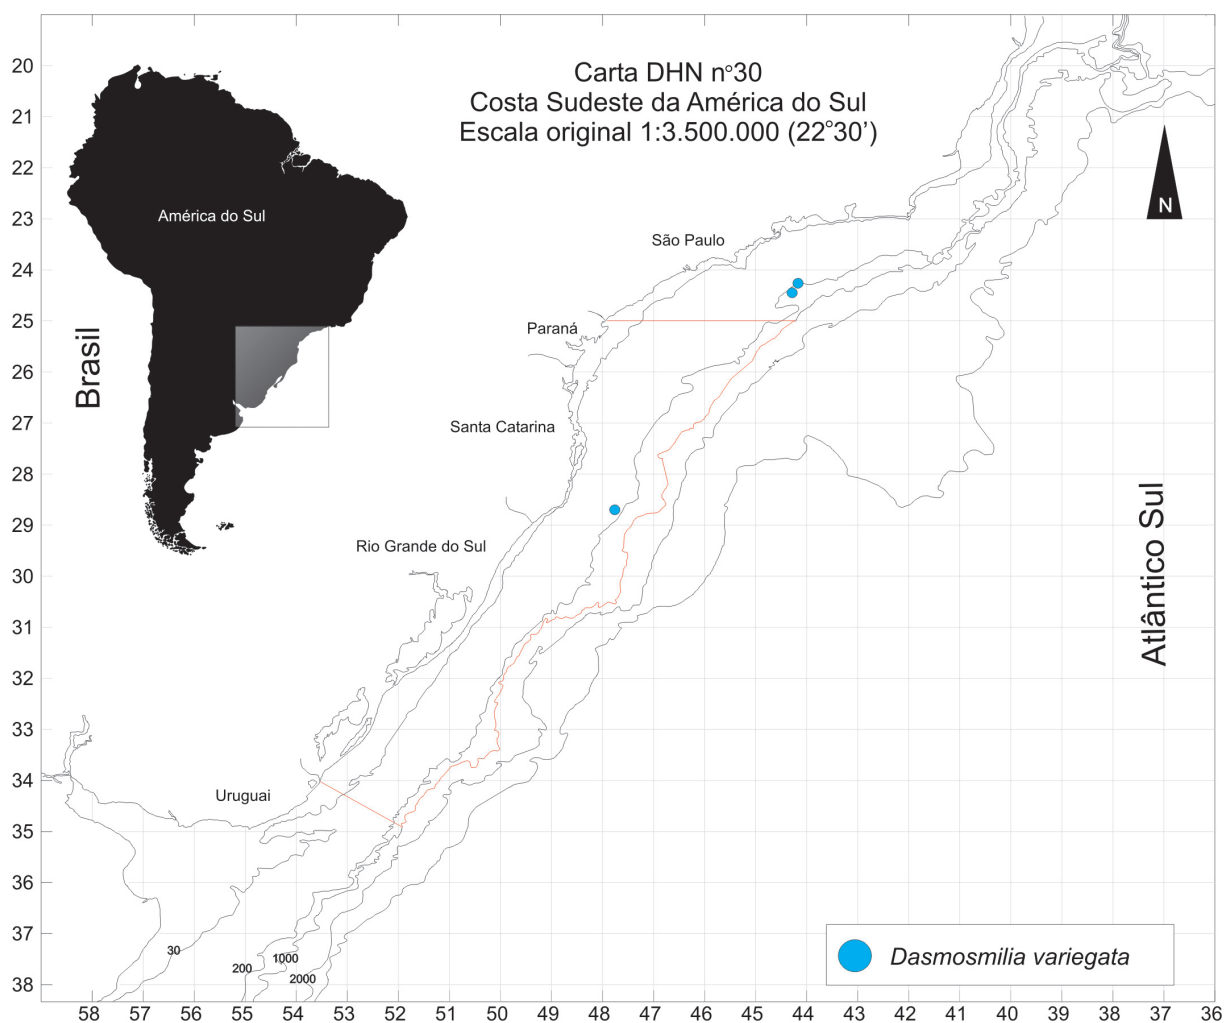 Carta DHN nº30
Costa Sudeste da América do Sul
Escala original 1:3.500.000 (22°30’)
20
21
22
23
24
25
26
27
28
29
30
31
32
33
34
35
36
37
38
América do Sul
Brasil
N
São Paulo
Paraná
Santa Catarina
Rio Grande do Sul
Uruguai
Atlântico Sul
30
200
1000
2000
Dasmosmilia variegata
58 57 56 55 54 53 52 51 50 49 48 47 46 45 44 43 42 41 40 39 38 37 36